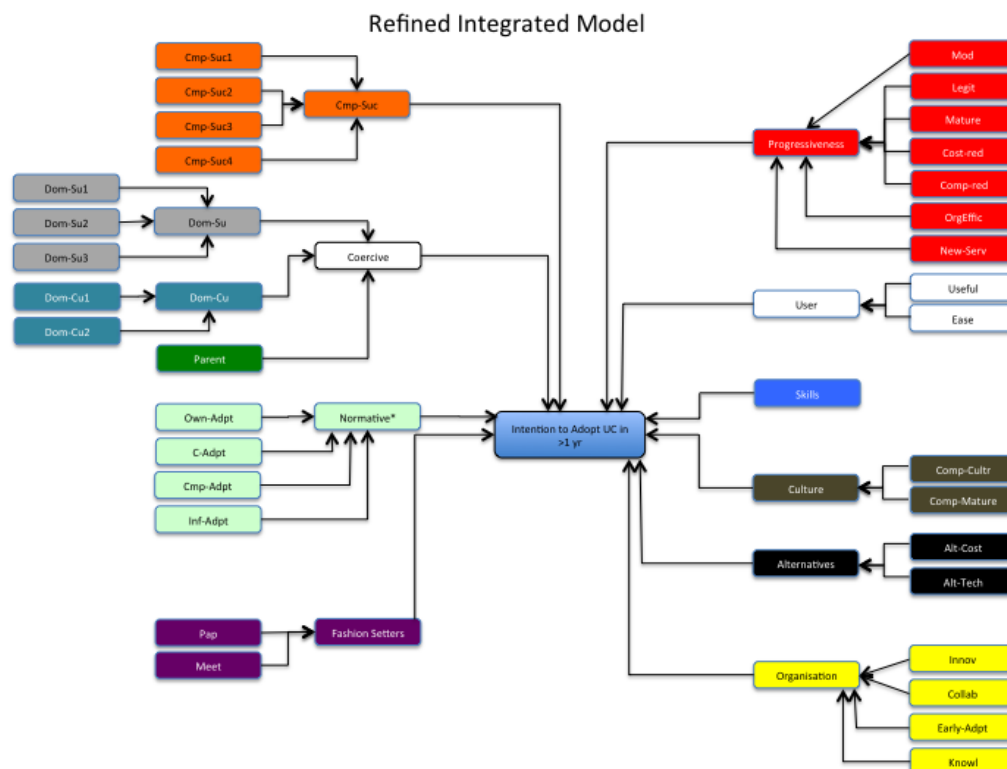 Refined Integrated Model
Cmp-Suc1
Cmp-Suc2
Cmp-Suc3
Cmp-Suc4
Cmp-Suc
Dom-Su1
Dom-Su2
Dom-Su3
Dom-Su
Dom-Cu1
Dom-Cu2
Dom-Cu
Coercive
Parent
Own-Adpt
C-Adpt
Cmp-Adpt
Inf-Adpt
Normative*
Pap
Meet
Fashion Setters
Intention to Adopt UC in
>1 yr
Progressiveness
Mod
Legit
Mature
Cost-red
Comp-red
OrgEffic
New-Serv
User
Useful
Ease
Skills
Culture
Comp-Cultr
Comp-Mature
Alternatives
Alt-Cost
Alt-Tech
Organisation
Innov
Collab
Early-Adpt
Knowl